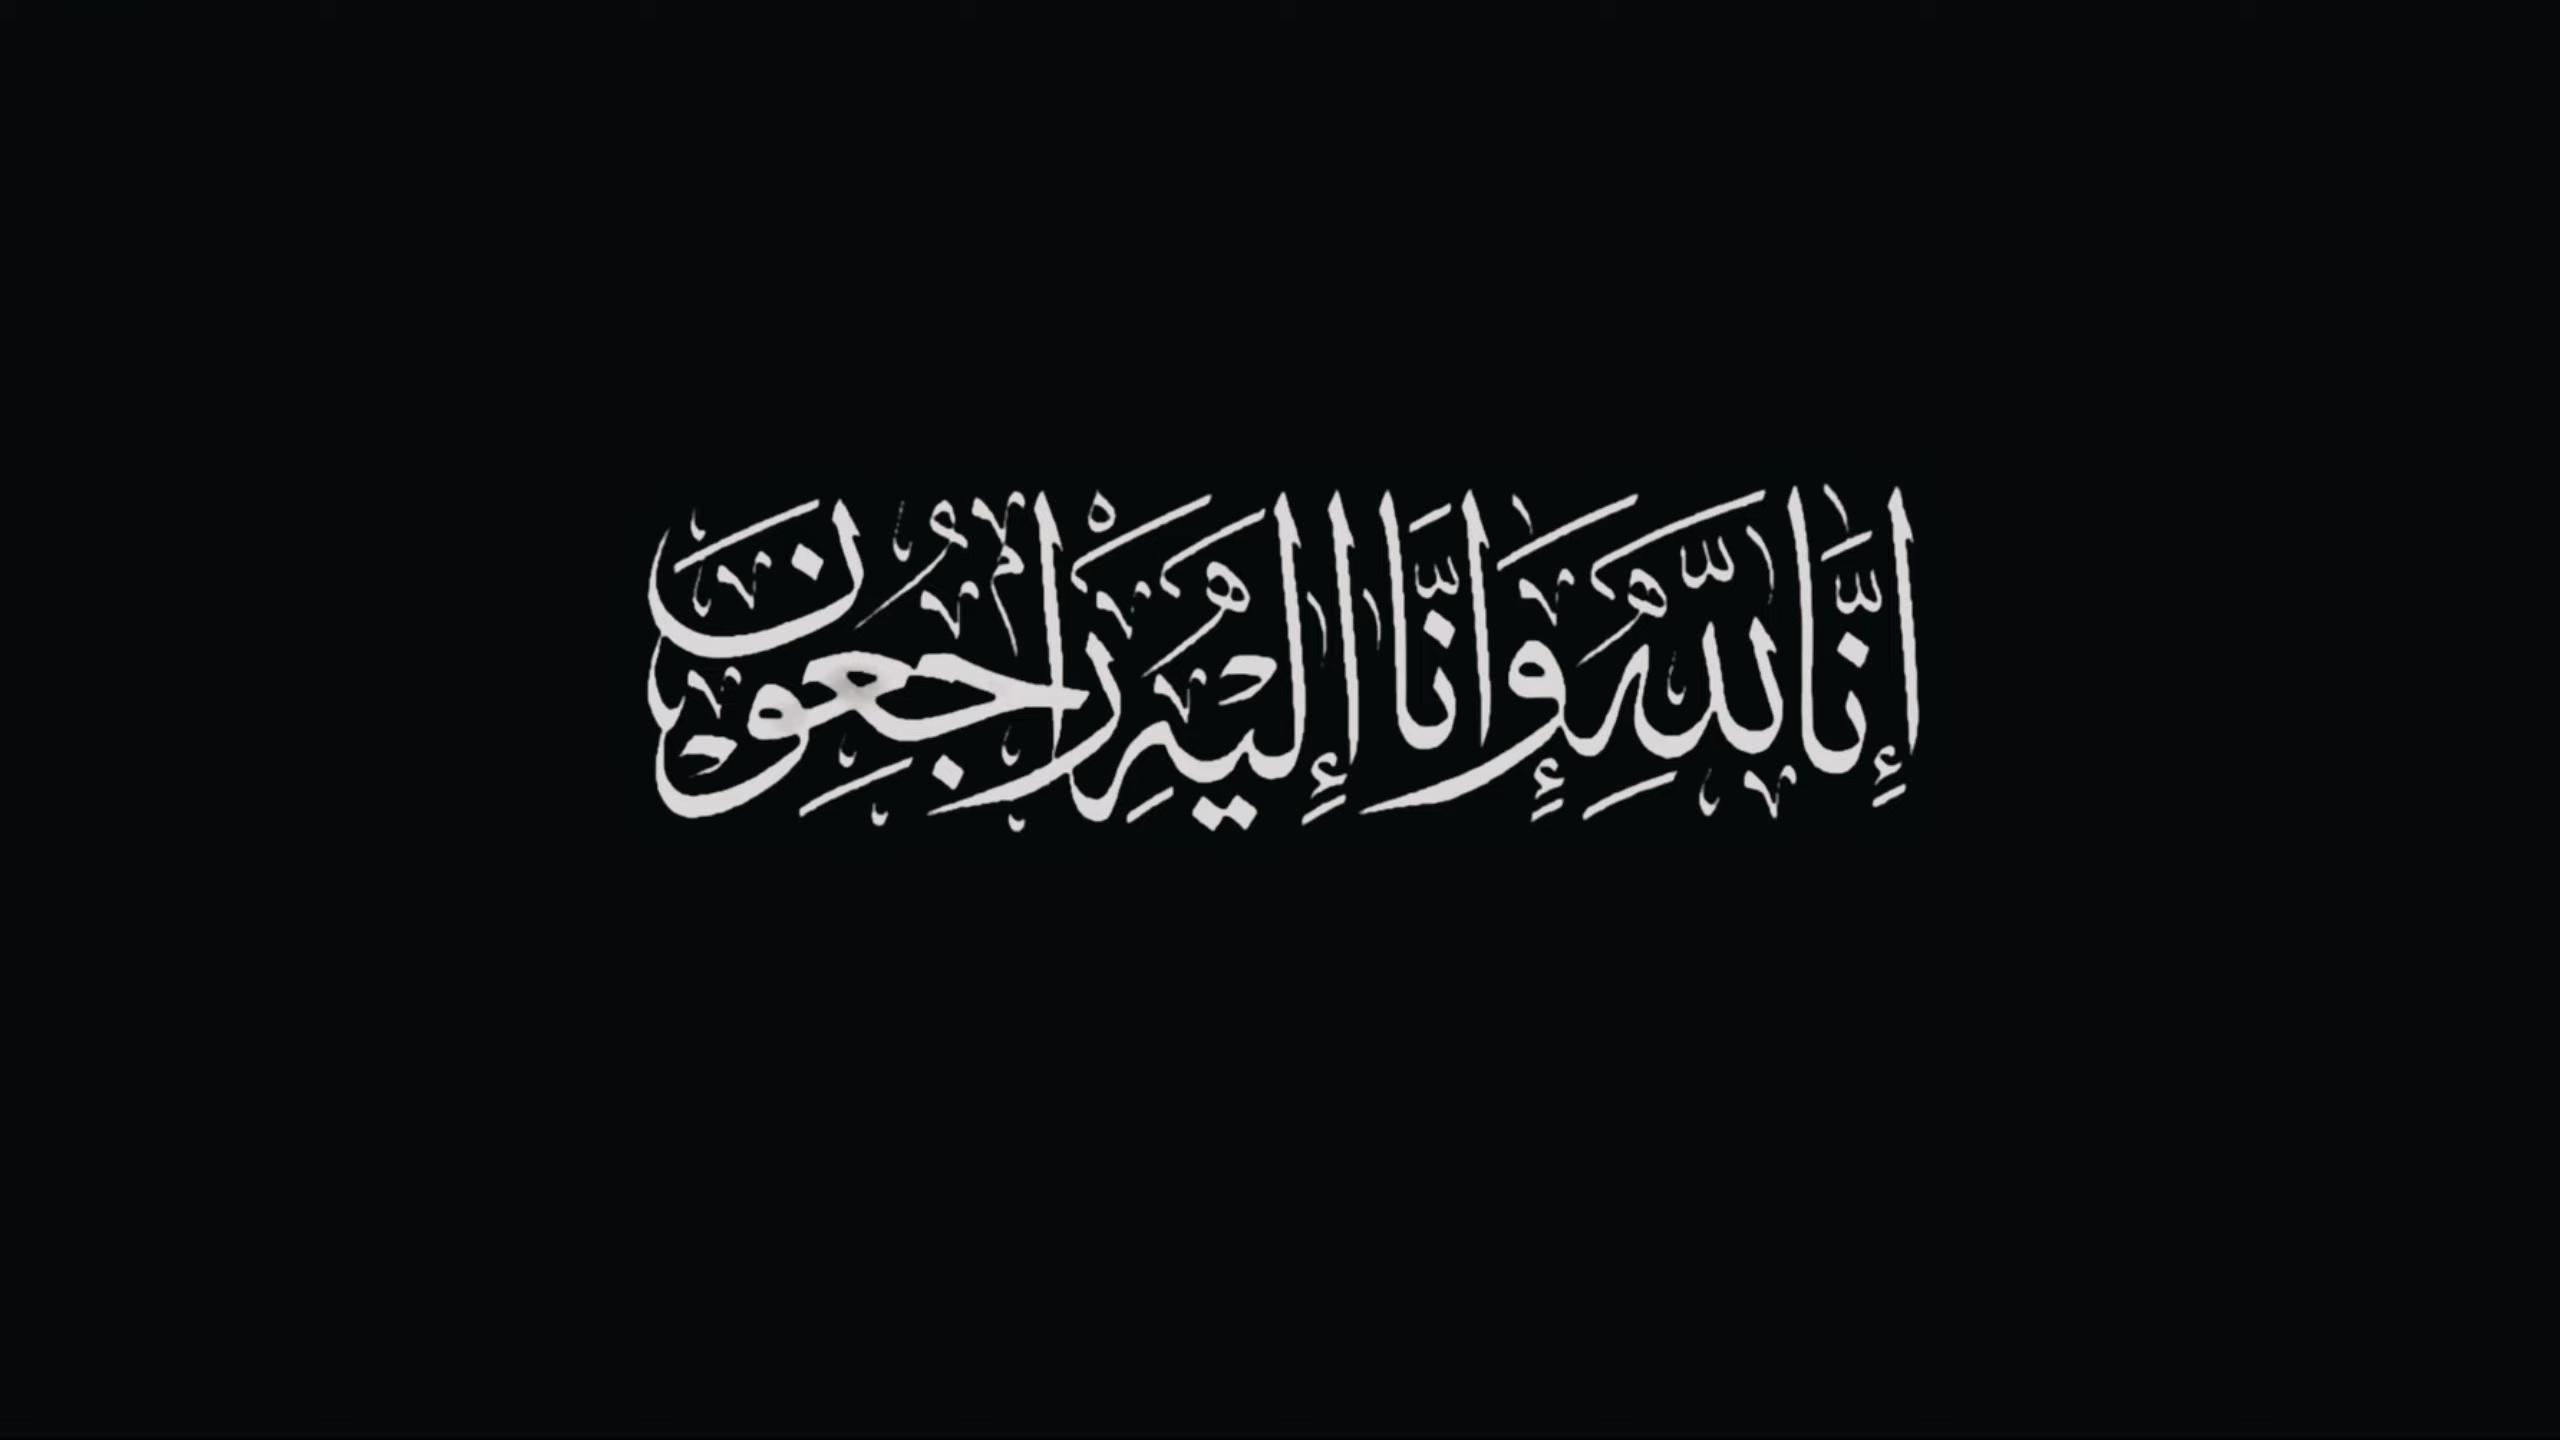 إِنَّا لِلَّهِ وَإِنَّا إِلَيْهِ رَاجِعُونَ